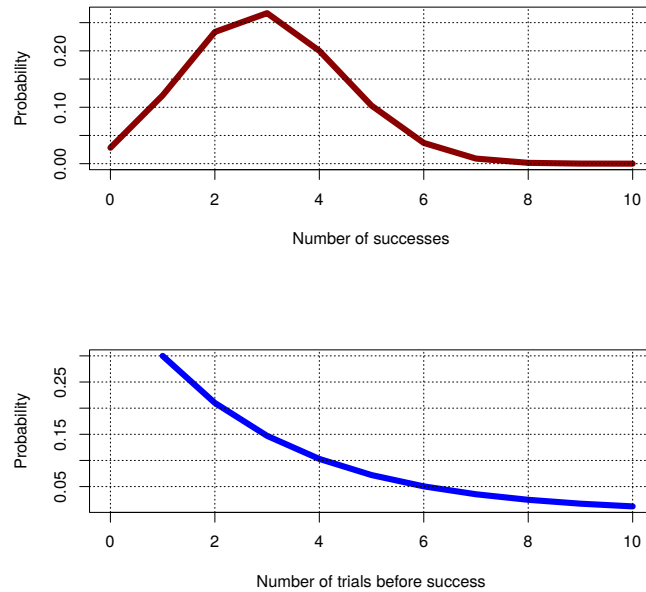 Probability
0.20
0.10
0.00
0 2 4 6 8 10
Number of successes
Probability
0.25
0.15
0.05
0 2 4 6 8 10
Number of trials before success